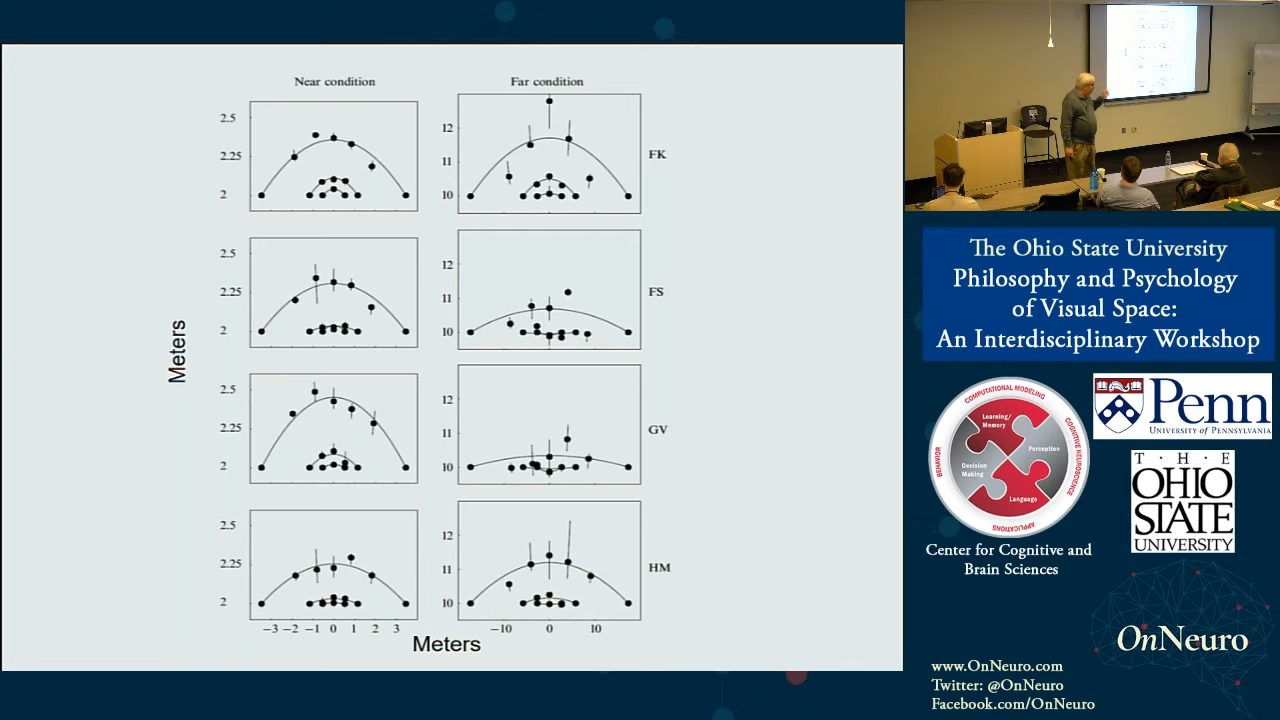 Near condition
Far condition
2.5
2.25
2
12
11
10
FK
2.5
2.25
2
12
11
10
FS
Meters
2.5
2.25
2
12
11
10
GV
2.5
2.25
2
12
11
10
HM
−3 −2 −1 0 1 2 3
−10 0 10
Meters
The Ohio State University
Philosophy and Psychology
of Visual Space:
An Interdisciplinary Workshop
COMPUTATIONAL MODELING
COGNITIVE NEUROSCIENCE
APPLICATIONS
BEHAVIOR
Learning/
Memory
Perception
Decision
Making
Language
Center for Cognitive and
Brain Sciences
Penn
UNIVERSITY of PENNSYLVANIA
T · H · E
OHIO
STATE
UNIVERSITY
OnNeuro
www.OnNeuro.com
Twitter: @OnNeuro
Facebook.com/OnNeuro